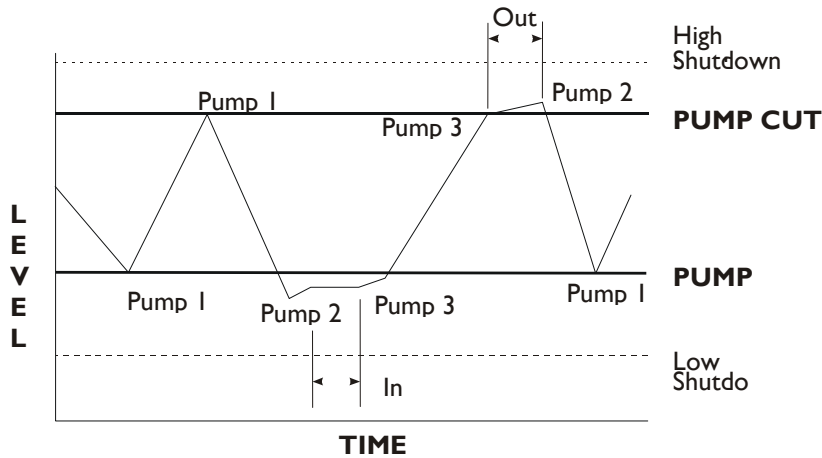 Out
High
Shutdown
Pump 1
Pump 2
Pump 3
PUMP CUT
L
E
V
E
L
Pump 1
Pump 2
Pump 3
Pump 1
PUMP
In
Low
Shutdo
TIME